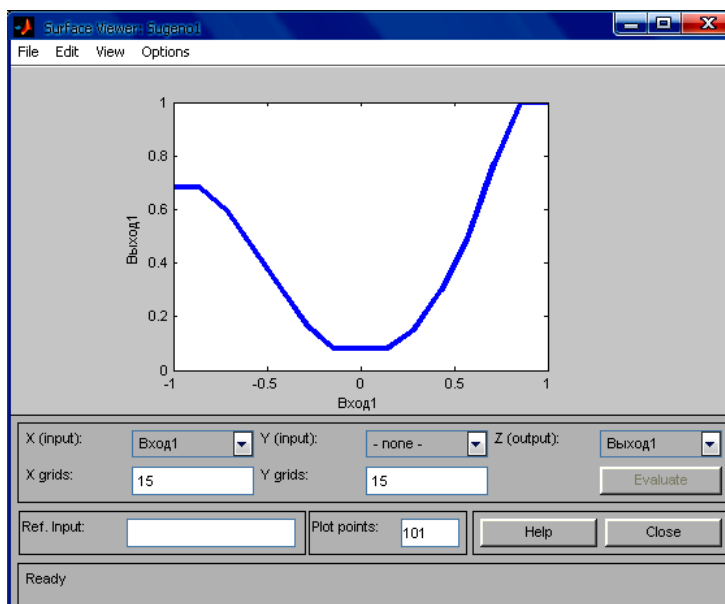 Surface Viewer: Sugeno1
File Edit View Options
1
0.8
0.6
0.4
0.2
0
Выход1
-1 -0.5 0 0.5 1
Вход1
X (input): Вход1 Y (input): - none - Z (output): Выход1
X grids: 15 Y grids: 15 Evaluate
Ref. Input: Plot points: 101 Help Close
Ready